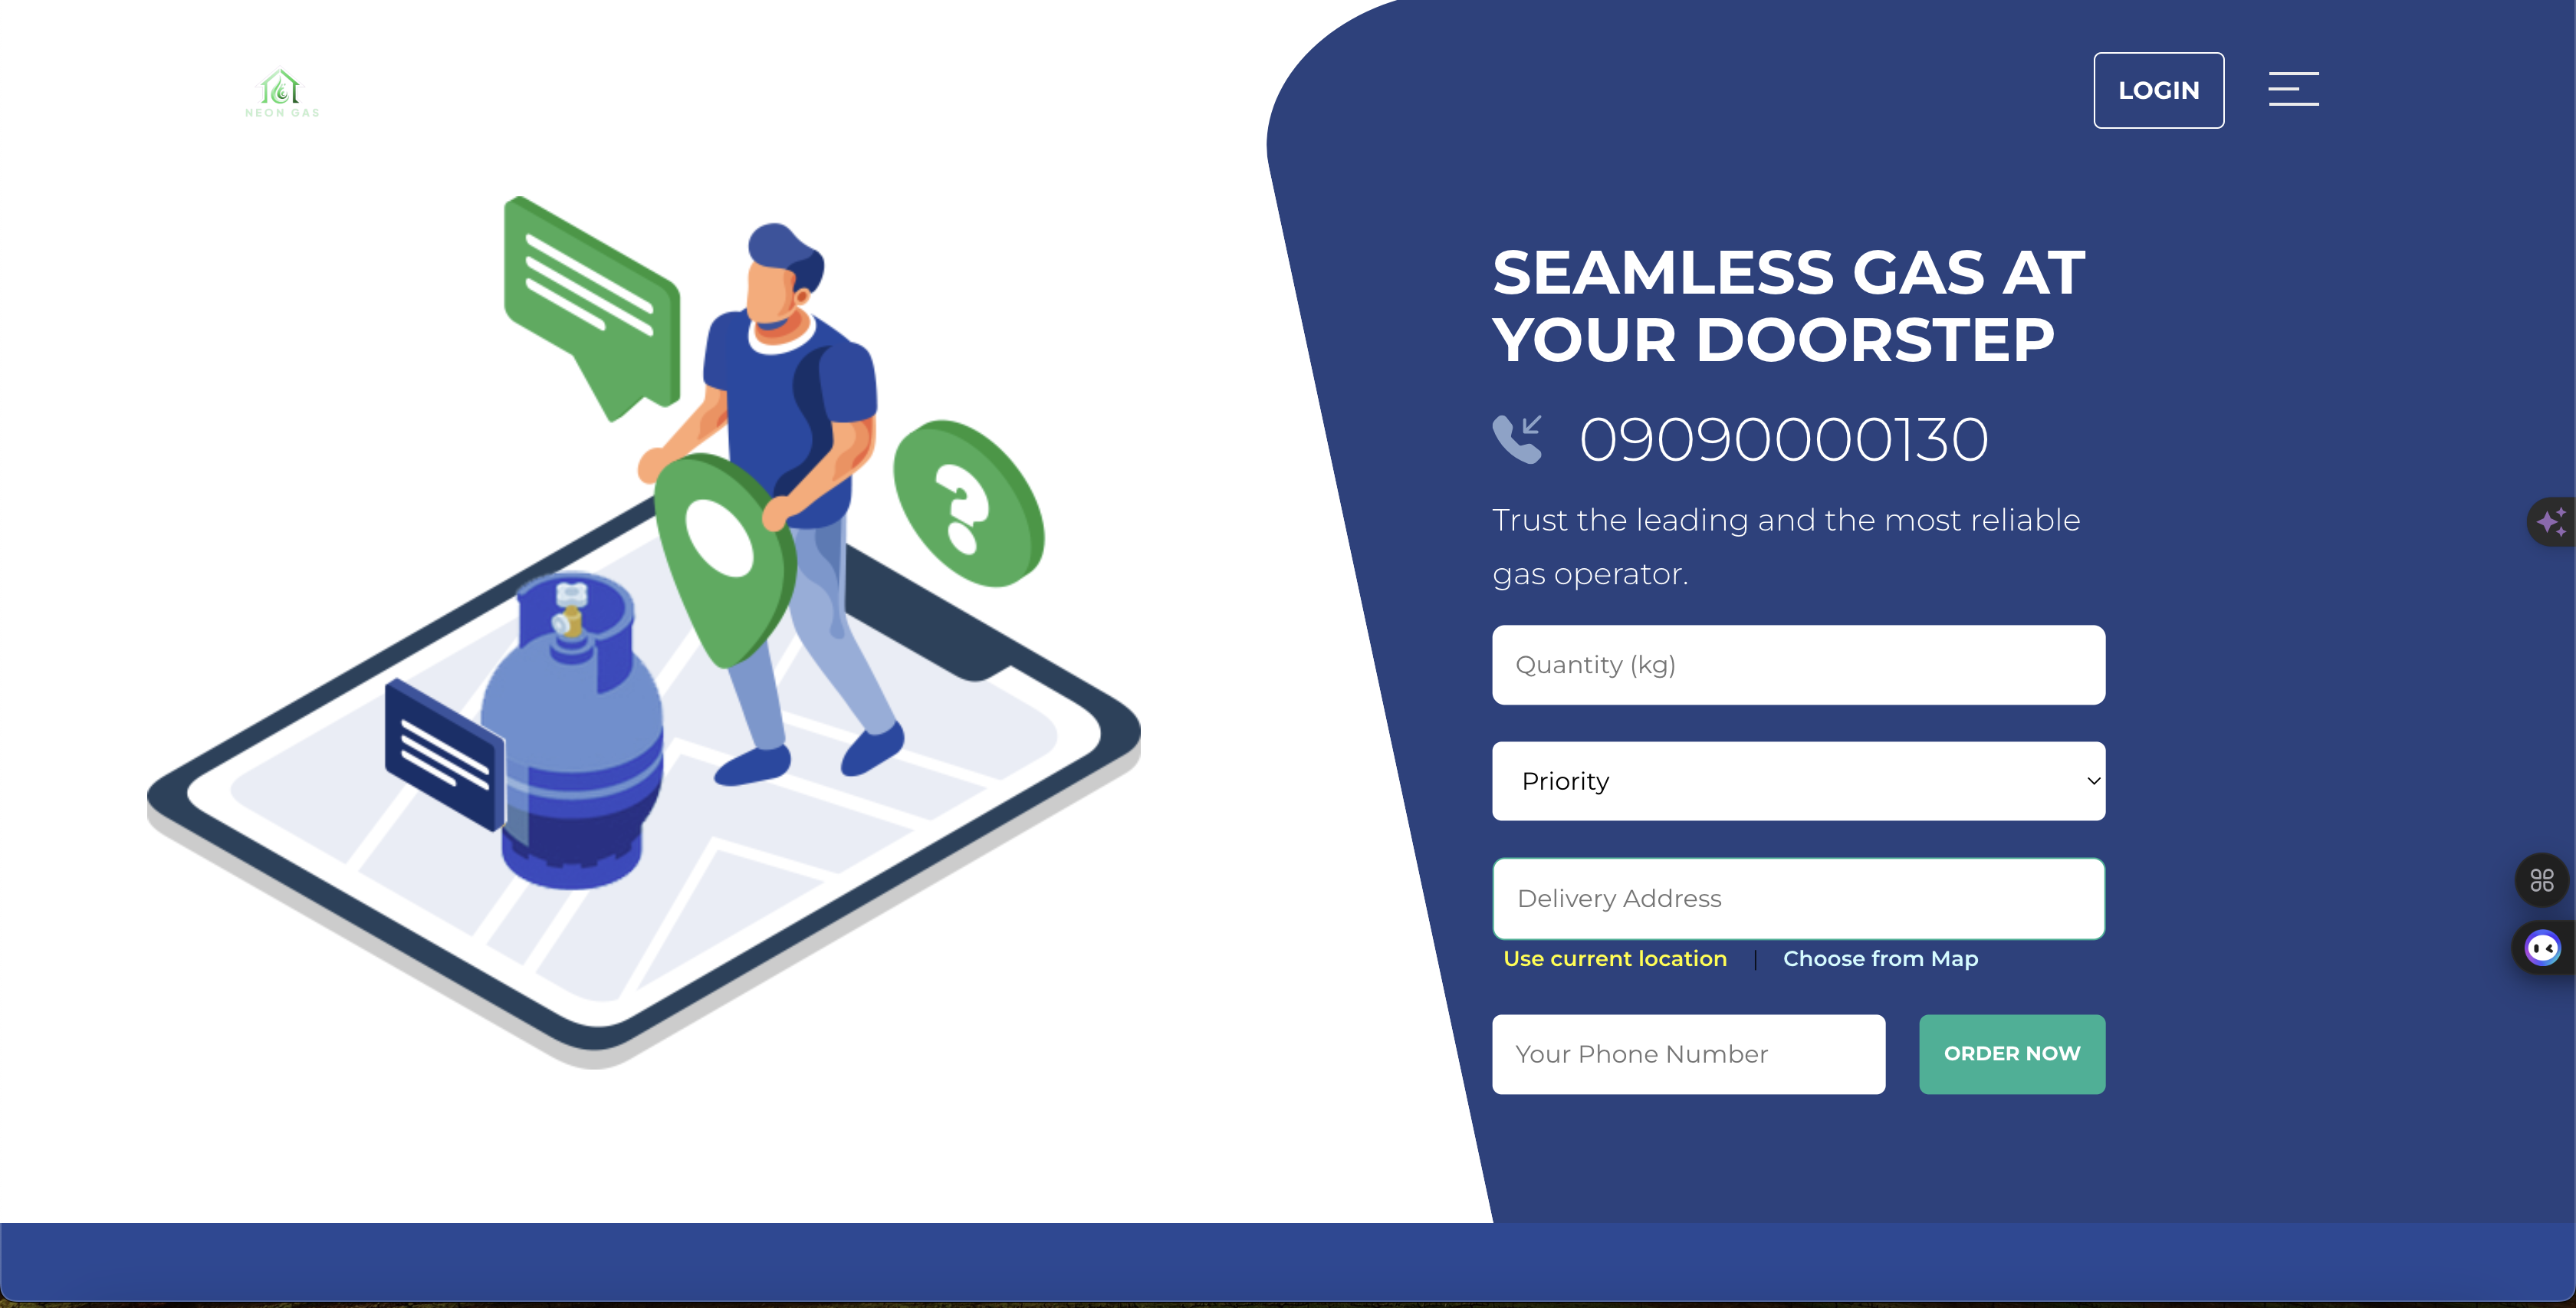 NEON GAS
LOGIN
SEAMLESS GAS AT
YOUR DOORSTEP
09090000130
Trust the leading and the most reliable
gas operator.
Quantity (kg)
Priority
Delivery Address
Use current location | Choose from Map
Your Phone Number
ORDER NOW